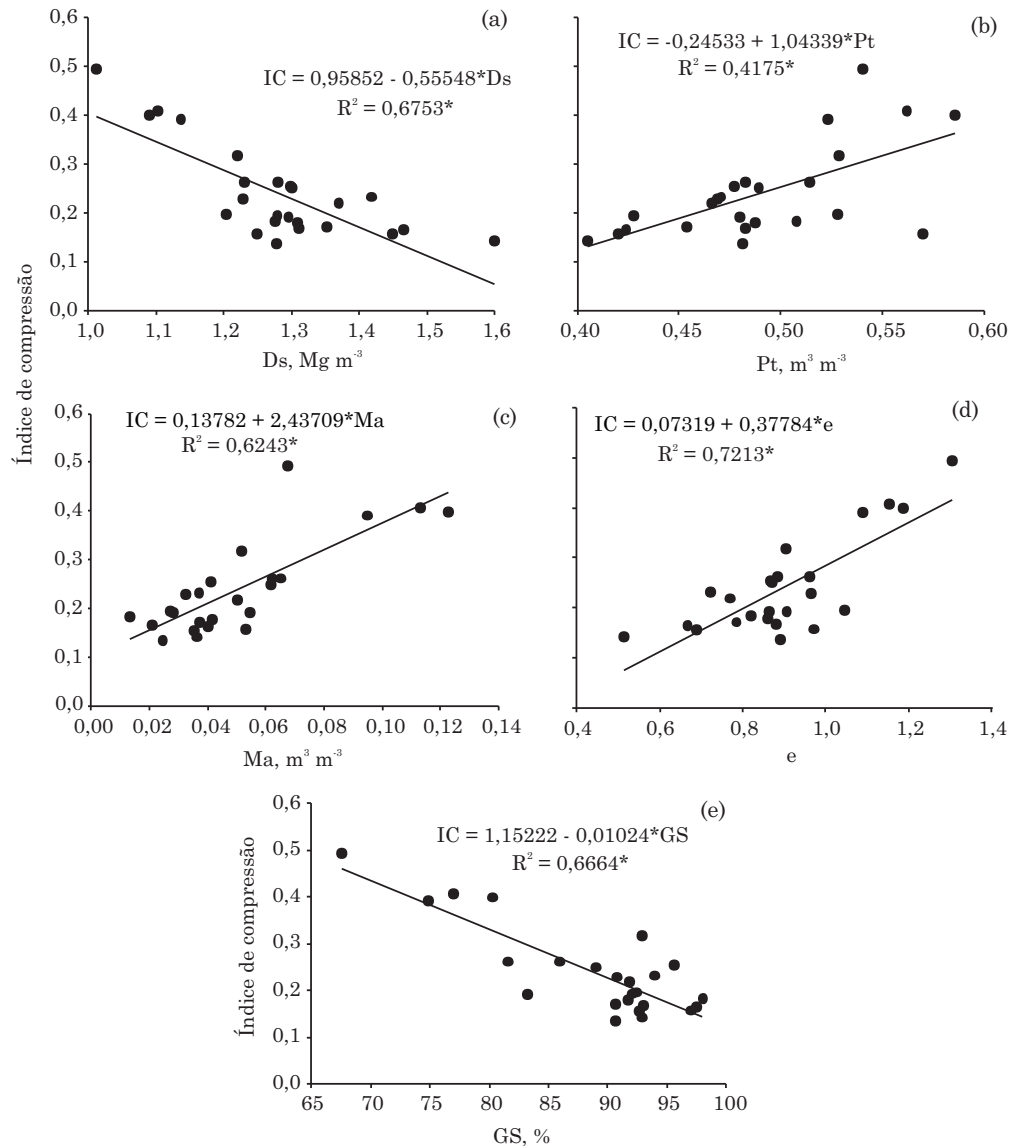 (a)
IC = 0,95852 - 0,55548*Ds
R² = 0,6753*
0,6
0,5
0,4
0,3
0,2
0,1
0,0
1,0 1,1 1,2 1,3 1,4 1,5 1,6
Ds, Mg m⁻³
(b)
IC = -0,24533 + 1,04339*Pt
R² = 0,4175*
0,40 0,45 0,50 0,55 0,60
Pt, m³ m⁻³
Índice de compressão
(c)
IC = 0,13782 + 2,43709*Ma
R² = 0,6243*
0,6
0,5
0,4
0,3
0,2
0,1
0,0
0,00 0,02 0,04 0,06 0,08 0,10 0,12 0,14
Ma, m³ m⁻³
(d)
IC = 0,07319 + 0,37784*e
R² = 0,7213*
0,4 0,6 0,8 1,0 1,2 1,4
e
(e)
IC = 1,15222 - 0,01024*GS
R² = 0,6664*
Índice de compressão
0,6
0,5
0,4
0,3
0,2
0,1
0,0
65 70 75 80 85 90 95 100
GS, %